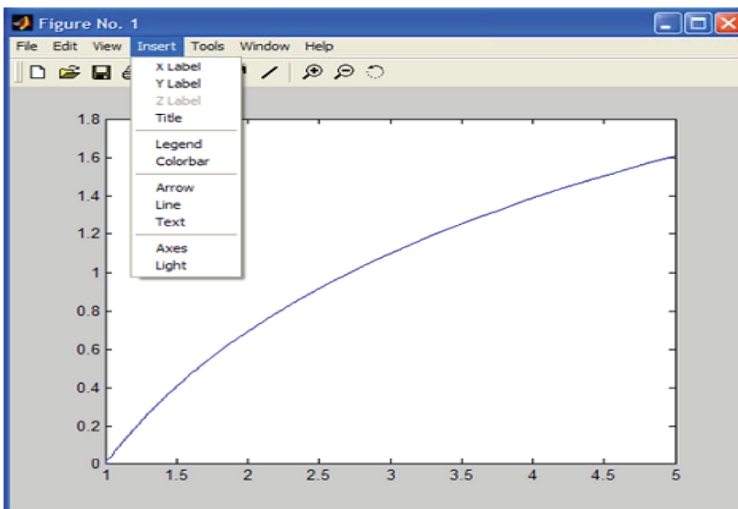 Figure No. 1
File Edit View Insert Tools Window Help
X Label
Y Label
Z Label
Title
Legend
Colorbar
Arrow
Line
Text
Axes
Light
1.8
1.6
1.4
1.2
1
0.8
0.6
0.4
0.2
0
1 1.5 2 2.5 3 3.5 4 4.5 5